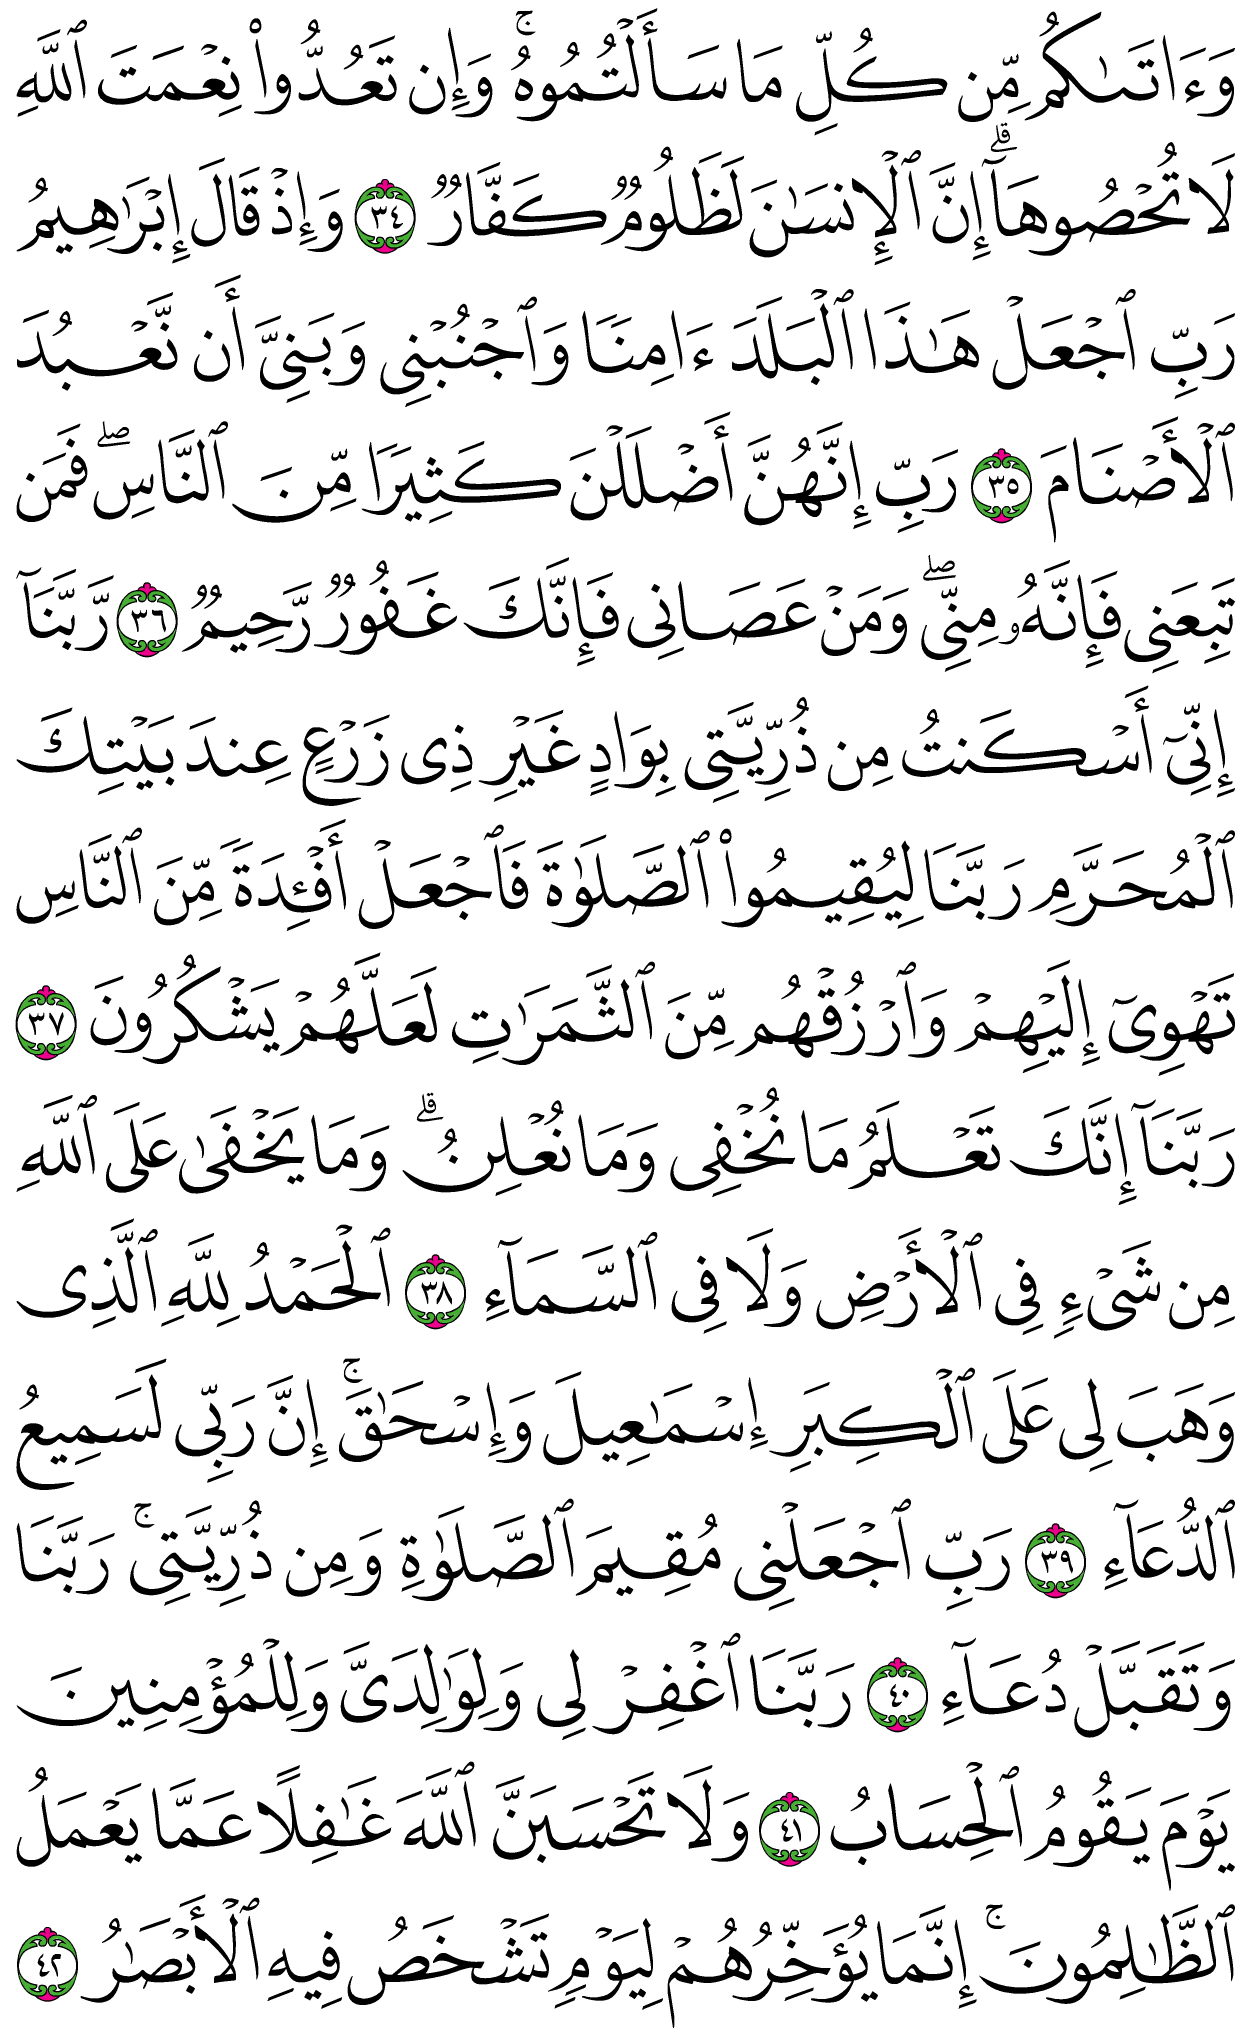 وَءَاتَىٰكُم مِّن كُلِّ مَا سَأَلْتُمُوهُ ۚ وَإِن تَعُدُّوا۟ نِعْمَتَ ٱللَّهِ
لَا تُحْصُوهَآ ۗ إِنَّ ٱلْإِنسَـٰنَ لَظَلُومٌ كَفَّارٌ ٣٤ وَإِذْ قَالَ إِبْرَٰهِيمُ
رَبِّ ٱجْعَلْ هَـٰذَا ٱلْبَلَدَ ءَامِنًا وَٱجْنُبْنِى وَبَنِىَّ أَن نَّعْبُدَ
ٱلْأَصْنَامَ ٣٥ رَبِّ إِنَّهُنَّ أَضْلَلْنَ كَثِيرًا مِّنَ ٱلنَّاسِ ۖ فَمَن
تَبِعَنِى فَإِنَّهُۥ مِنِّى ۖ وَمَنْ عَصَانِى فَإِنَّكَ غَفُورٌ رَّحِيمٌ ٣٦ رَّبَّنَآ
إِنِّىٓ أَسْكَنتُ مِن ذُرِّيَّتِى بِوَادٍ غَيْرِ ذِى زَرْعٍ عِندَ بَيْتِكَ
ٱلْمُحَرَّمِ رَبَّنَا لِيُقِيمُوا۟ ٱلصَّلَوٰةَ فَٱجْعَلْ أَفْـِٔدَةً مِّنَ ٱلنَّاسِ
تَهْوِىٓ إِلَيْهِمْ وَٱرْزُقْهُم مِّنَ ٱلثَّمَرَٰتِ لَعَلَّهُمْ يَشْكُرُونَ ٣٧
رَبَّنَآ إِنَّكَ تَعْلَمُ مَا نُخْفِى وَمَا نُعْلِنُ ۗ وَمَا يَخْفَىٰ عَلَى ٱللَّهِ
مِن شَىْءٍ فِى ٱلْأَرْضِ وَلَا فِى ٱلسَّمَآءِ ٣٨ ٱلْحَمْدُ لِلَّهِ ٱلَّذِى
وَهَبَ لِى عَلَى ٱلْكِبَرِ إِسْمَـٰعِيلَ وَإِسْحَـٰقَ ۚ إِنَّ رَبِّى لَسَمِيعُ
ٱلدُّعَآءِ ٣٩ رَبِّ ٱجْعَلْنِى مُقِيمَ ٱلصَّلَوٰةِ وَمِن ذُرِّيَّتِى ۚ رَبَّنَا
وَتَقَبَّلْ دُعَآءِ ٤٠ رَبَّنَا ٱغْفِرْ لِى وَلِوَٰلِدَىَّ وَلِلْمُؤْمِنِينَ
يَوْمَ يَقُومُ ٱلْحِسَابُ ٤١ وَلَا تَحْسَبَنَّ ٱللَّهَ غَـٰفِلًا عَمَّا يَعْمَلُ
ٱلظَّـٰلِمُونَ ۚ إِنَّمَا يُؤَخِّرُهُمْ لِيَوْمٍ تَشْخَصُ فِيهِ ٱلْأَبْصَـٰرُ ٤٢